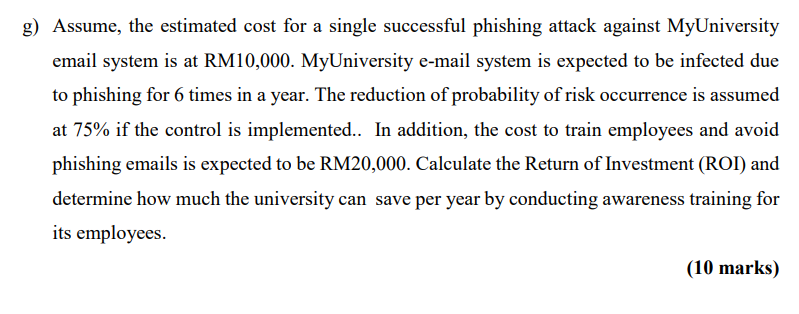 g) Assume, the estimated cost for a single successful phishing attack against MyUniversity
email system is at RM10,000. MyUniversity e-mail system is expected to be infected due
to phishing for 6 times in a year. The reduction of probability of risk occurrence is assumed
at 75% if the control is implemented.. In addition, the cost to train employees and avoid
phishing emails is expected to be RM20,000. Calculate the Return of Investment (ROI) and
determine how much the university can save per year by conducting awareness training for
its employees.
(10 marks)